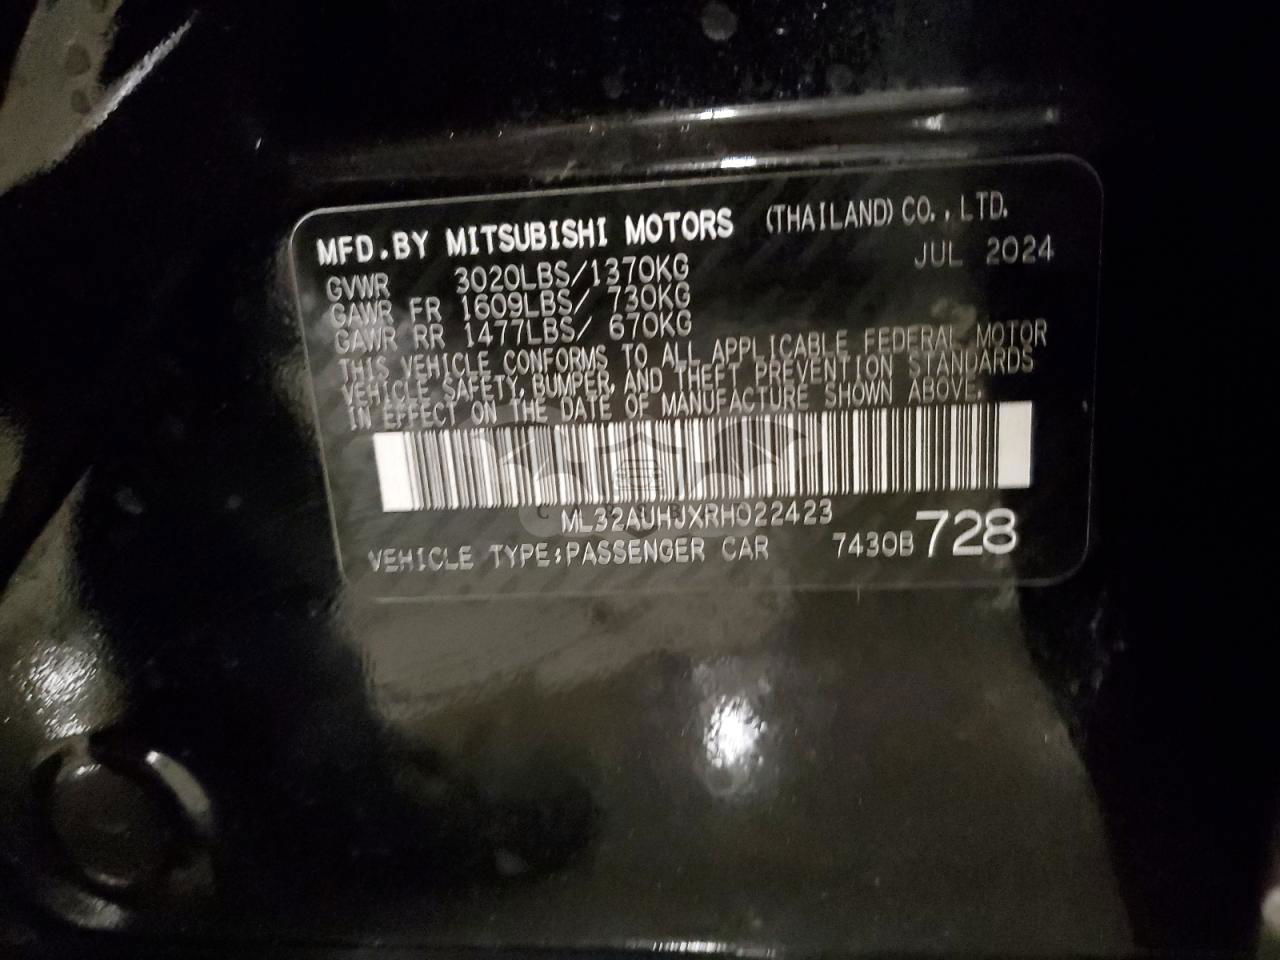 MFD.BY MITSUBISHI MOTORS (THAILAND) CO., LTD.
JUL 2024
GVWR 3020LBS/1370KG
GAWR FR 1609LBS/ 730KG
GAWR RR 1477LBS/ 670KG
THIS VEHICLE CONFORMS TO ALL APPLICABLE FEDERAL MOTOR
VEHICLE SAFETY, BUMPER, AND THEFT PREVENTION STANDARDS
IN EFFECT ON THE DATE OF MANUFACTURE SHOWN ABOVE.
ML32AUHJXRH022423
VEHICLE TYPE:PASSENGER CAR 7430B 728